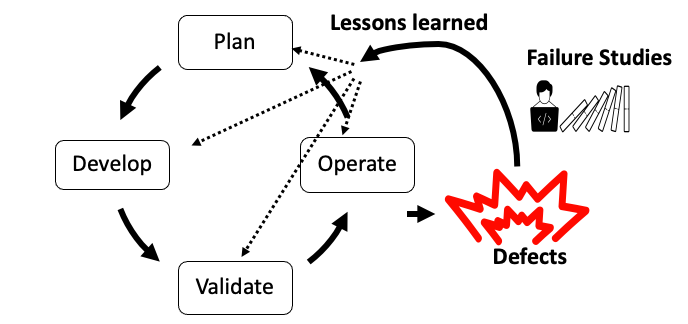 Lessons learned
Plan
Failure Studies
</>
Develop
Operate
Defects
Validate